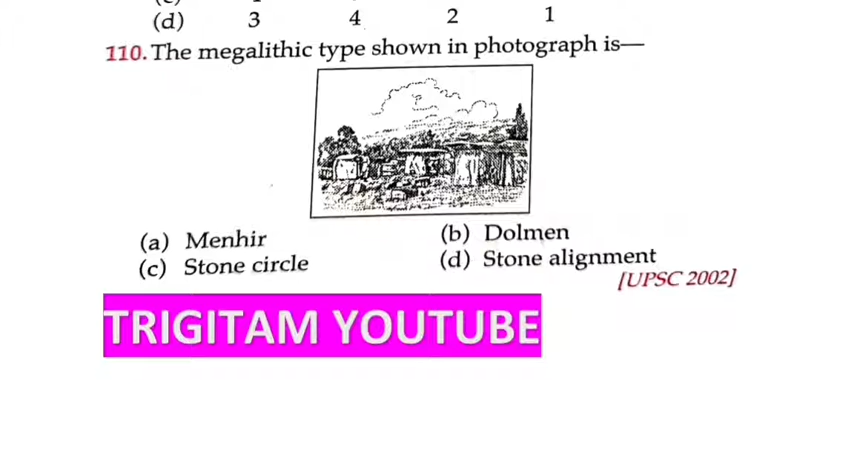 (d) 3 4 2 1
110. The megalithic type shown in photograph is—
(a) Menhir (b) Dolmen
(c) Stone circle (d) Stone alignment
[UPSC 2002]
TRIGITAM YOUTUBE